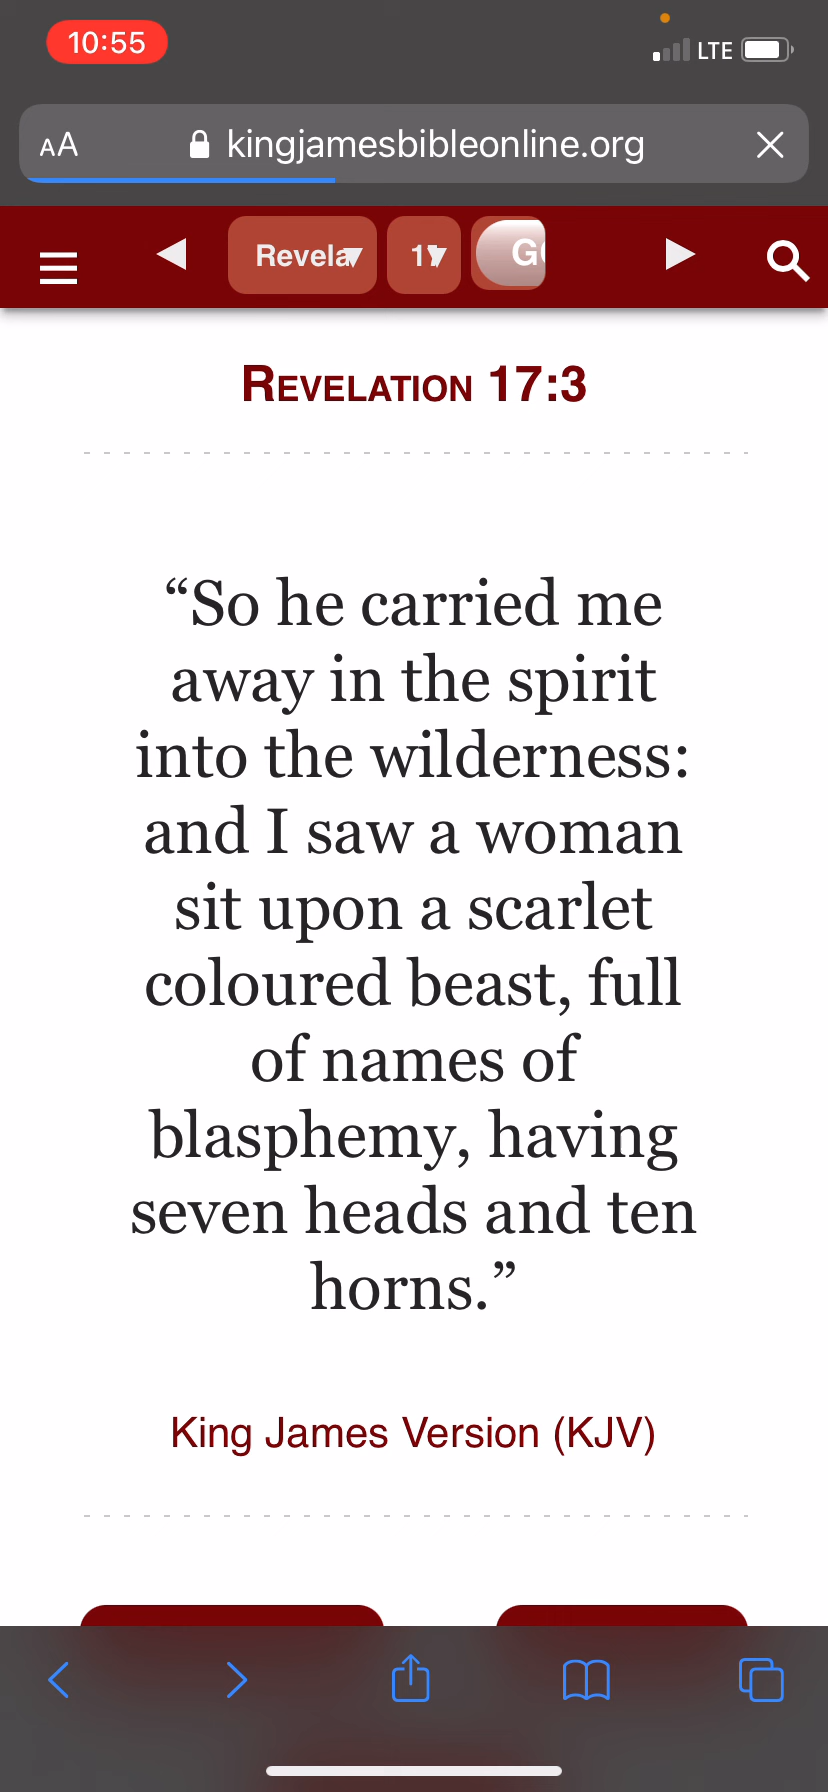 10:55
LTE
AA kingjamesbibleonline.org
Revela
Revelation 17:3
“So he carried me
away in the spirit
into the wilderness:
and I saw a woman
sit upon a scarlet
coloured beast, full
of names of
blasphemy, having
seven heads and ten
horns.”
King James Version (KJV)